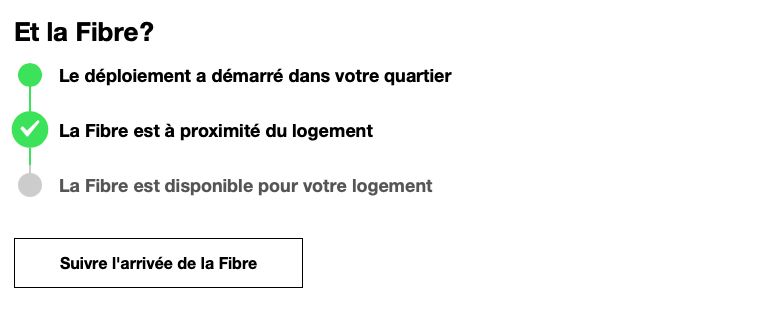 Et la Fibre?
Le déploiement a démarré dans votre quartier
La Fibre est à proximité du logement
La Fibre est disponible pour votre logement
Suivre l'arrivée de la Fibre